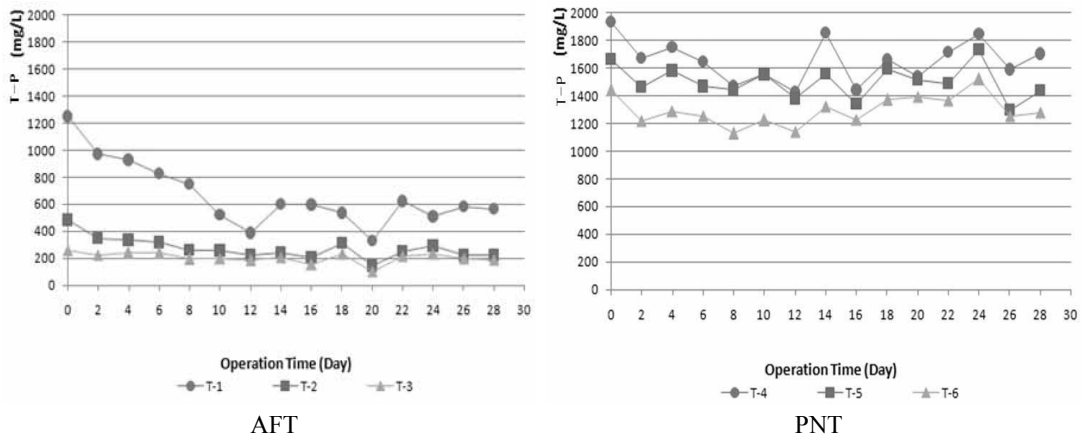 T-P (mg/L)
2000
1800
1600
1400
1200
1000
800
600
400
200
0
0 2 4 6 8 10 12 14 16 18 20 22 24 26 28 30
Operation Time (Day)
T-1 T-2 T-3
AFT
T-P (mg/L)
2000
1800
1600
1400
1200
1000
800
600
400
200
0
0 2 4 6 8 10 12 14 16 18 20 22 24 26 28 30
Operation Time (Day)
T-4 T-5 T-6
PNT